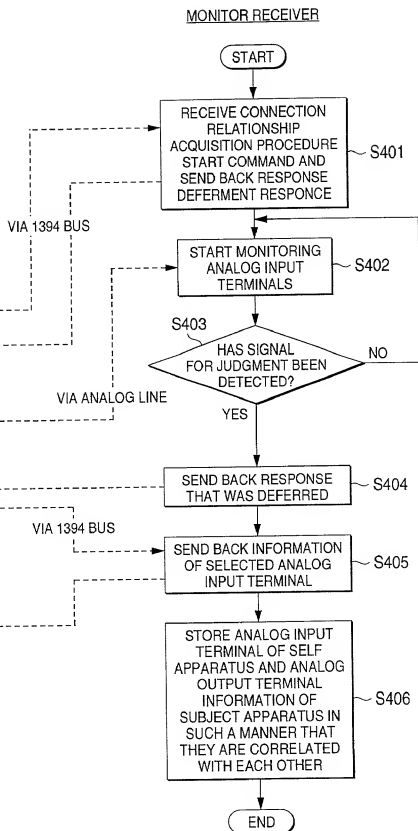 MONITOR RECEIVER
START
RECEIVE CONNECTION
RELATIONSHIP
ACQUISITION PROCEDURE
START COMMAND AND
SEND BACK RESPONSE
DEFERMENT RESPONCE
S401
VIA 1394 BUS
START MONITORING
ANALOG INPUT
TERMINALS
S402
S403
HAS SIGNAL
FOR JUDGMENT BEEN
DETECTED?
NO
VIA ANALOG LINE
YES
SEND BACK RESPONSE
THAT WAS DEFERRED
S404
VIA 1394 BUS
SEND BACK INFORMATION
OF SELECTED ANALOG
INPUT TERMINAL
S405
STORE ANALOG INPUT
TERMINAL OF SELF
APPARATUS AND ANALOG
OUTPUT TERMINAL
INFORMATION OF
SUBJECT APPARATUS IN
SUCH A MANNER THAT
THEY ARE CORRELATED
WITH EACH OTHER
S406
END